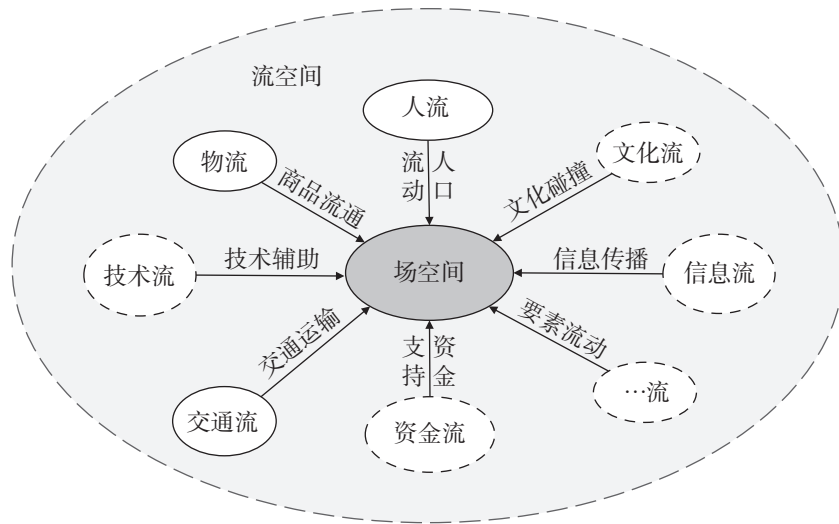 流空间
人流
物流
文化流
人口
流动
商品流通
文化碰撞
技术流
技术辅助
场空间
信息传播
信息流
交通运输
资金
支持
要素流动
交通流
资金流
…流